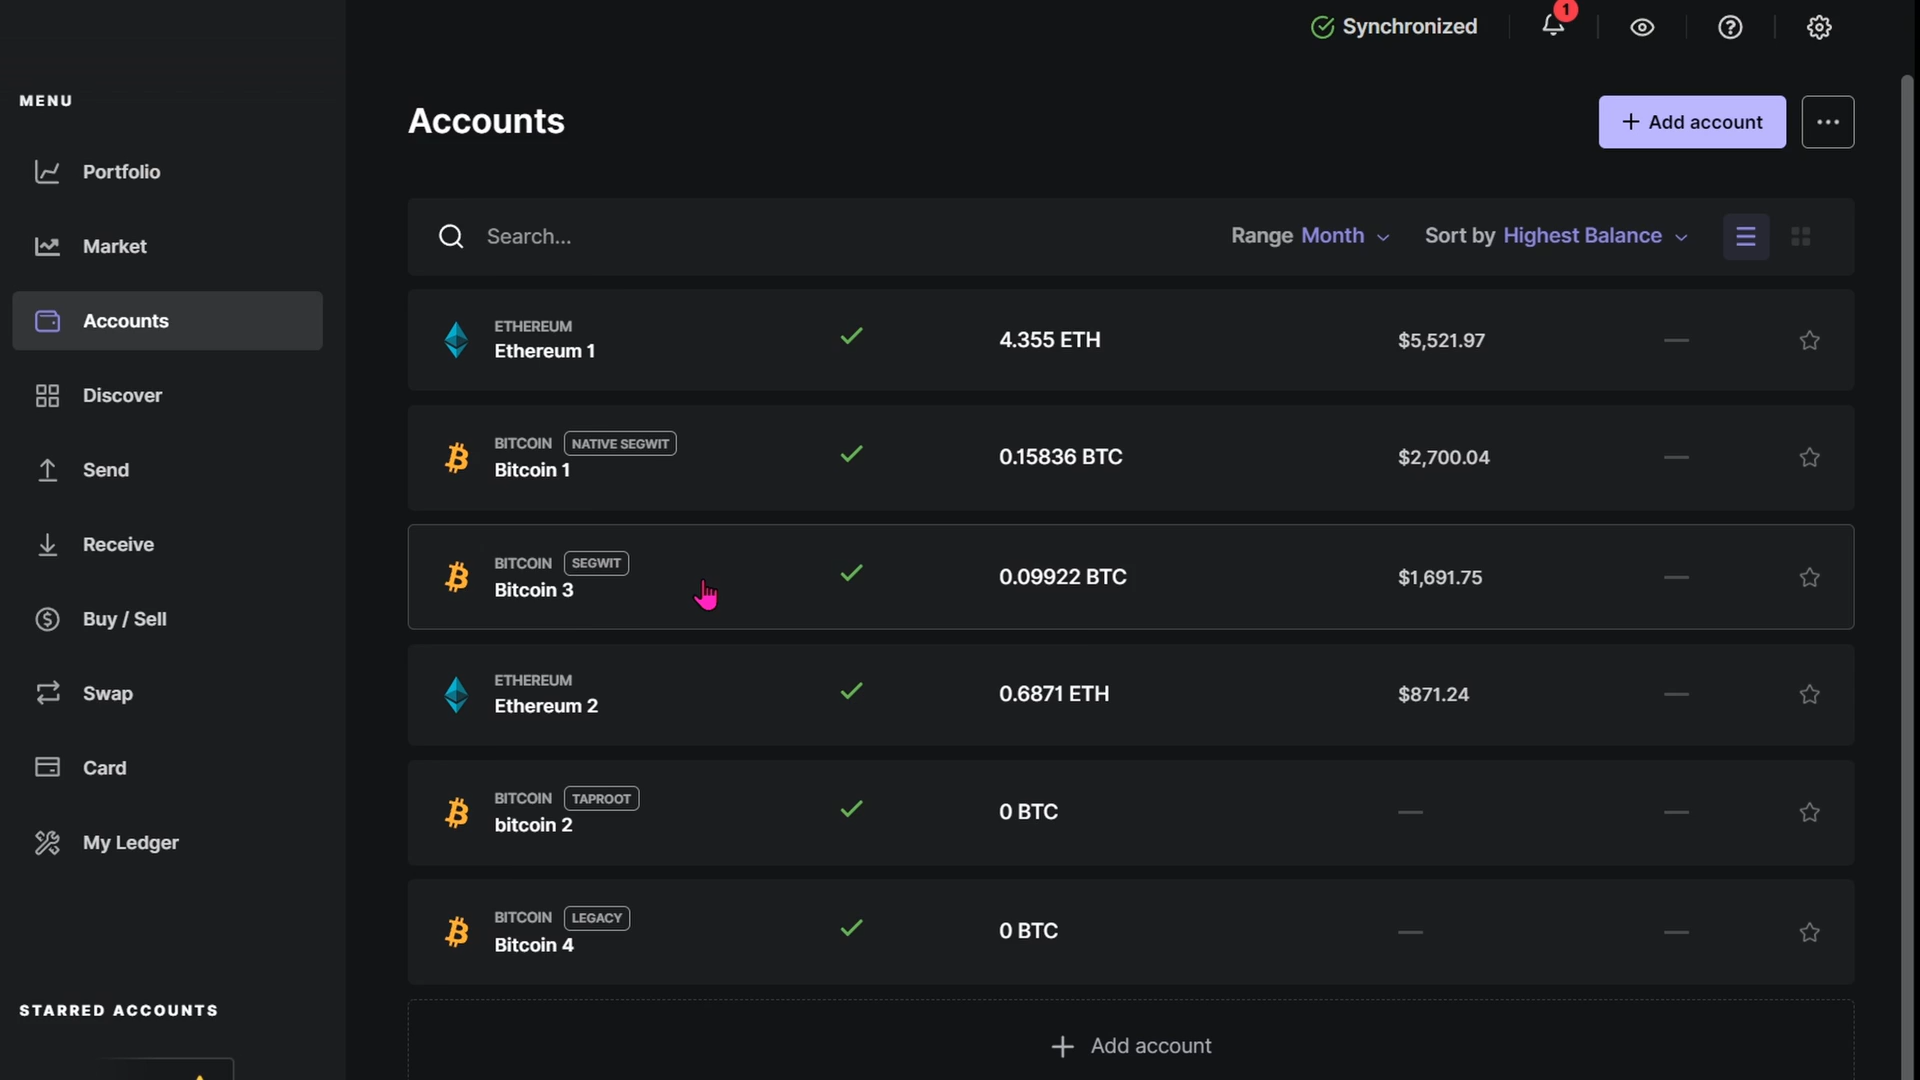 Synchronized
1
MENU
Portfolio
Market
Accounts
Discover
Send
Receive
Buy / Sell
Swap
Card
My Ledger
STARRED ACCOUNTS
Accounts
+ Add account
Search...
Range Month
Sort by Highest Balance
ETHEREUM
Ethereum 1
4.355 ETH
$5,521.97
—
BITCOIN NATIVE SEGWIT
Bitcoin 1
0.15836 BTC
$2,700.04
—
BITCOIN SEGWIT
Bitcoin 3
0.09922 BTC
$1,691.75
—
ETHEREUM
Ethereum 2
0.6871 ETH
$871.24
—
BITCOIN TAPROOT
bitcoin 2
0 BTC
—
—
BITCOIN LEGACY
Bitcoin 4
0 BTC
—
—
+ Add account